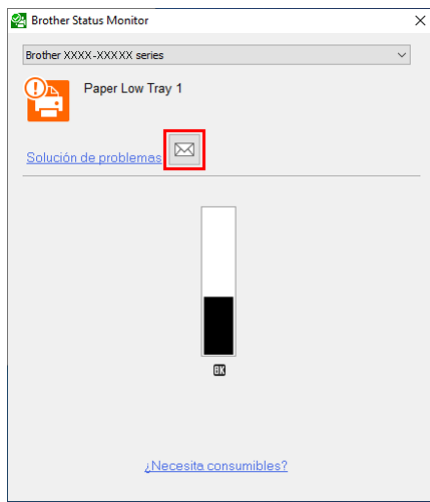 Brother Status Monitor
Brother XXXX-XXXXX series
Paper Low Tray 1
Solución de problemas
BK
¿Necesita consumibles?